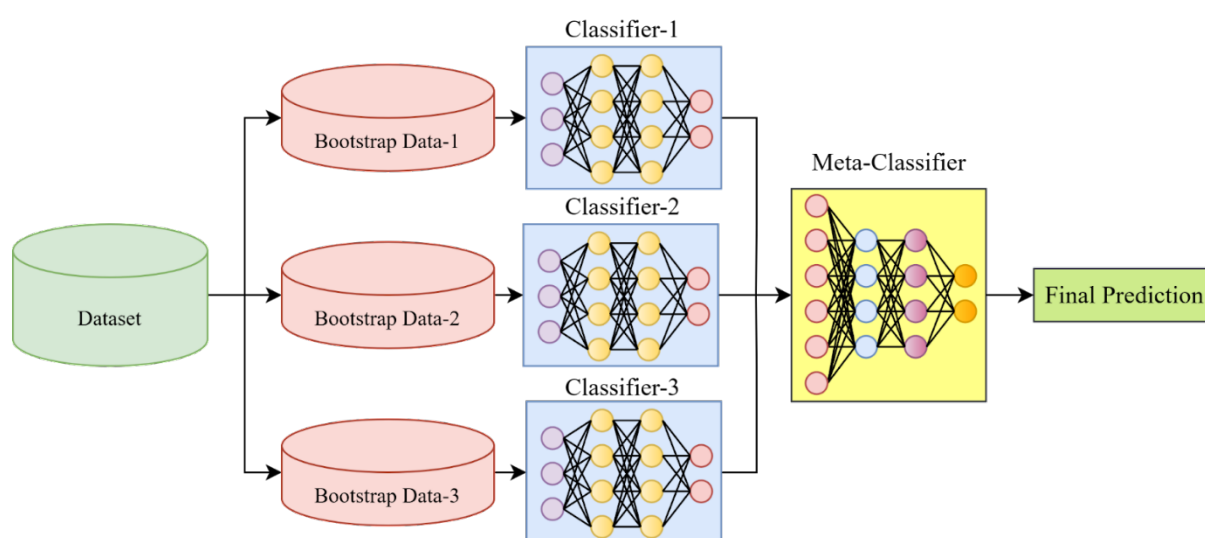 Classifier-1
Bootstrap Data-1
Classifier-2
Meta-Classifier
Dataset
Bootstrap Data-2
Final Prediction
Classifier-3
Bootstrap Data-3